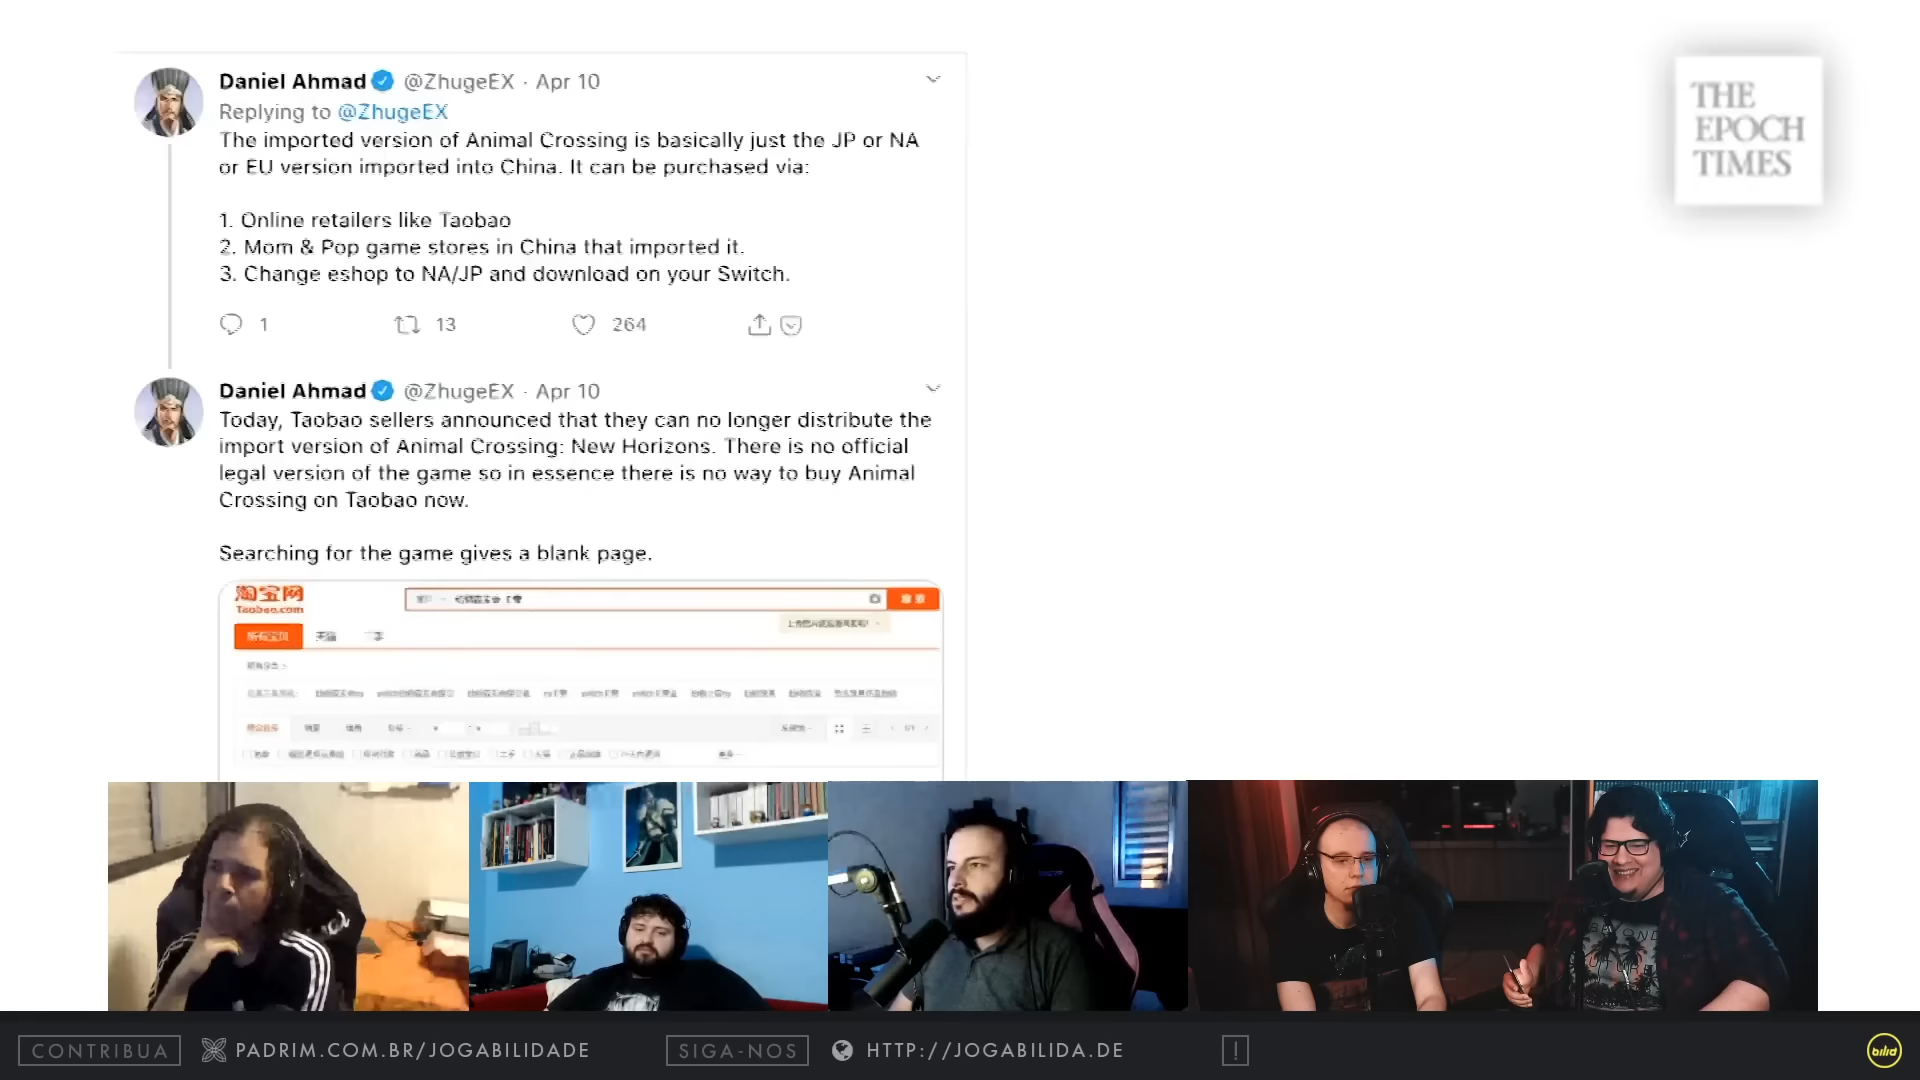 Daniel Ahmad @ZhugeEX · Apr 10
Replying to @ZhugeEX
The imported version of Animal Crossing is basically just the JP or NA
or EU version imported into China. It can be purchased via:
1. Online retailers like Taobao
2. Mom & Pop game stores in China that imported it.
3. Change eshop to NA/JP and download on your Switch.
1 13 264
Daniel Ahmad @ZhugeEX · Apr 10
Today, Taobao sellers announced that they can no longer distribute the
import version of Animal Crossing: New Horizons. There is no official
legal version of the game so in essence there is no way to buy Animal
Crossing on Taobao now.
Searching for the game gives a blank page.
淘宝网
Taobao.com
THE
EPOCH
TIMES
BEYOND
CONTRIBUA
PADRIM.COM.BR/JOGABILIDADE
SIGA-NOS
HTTP://JOGABILIDA.DE
!